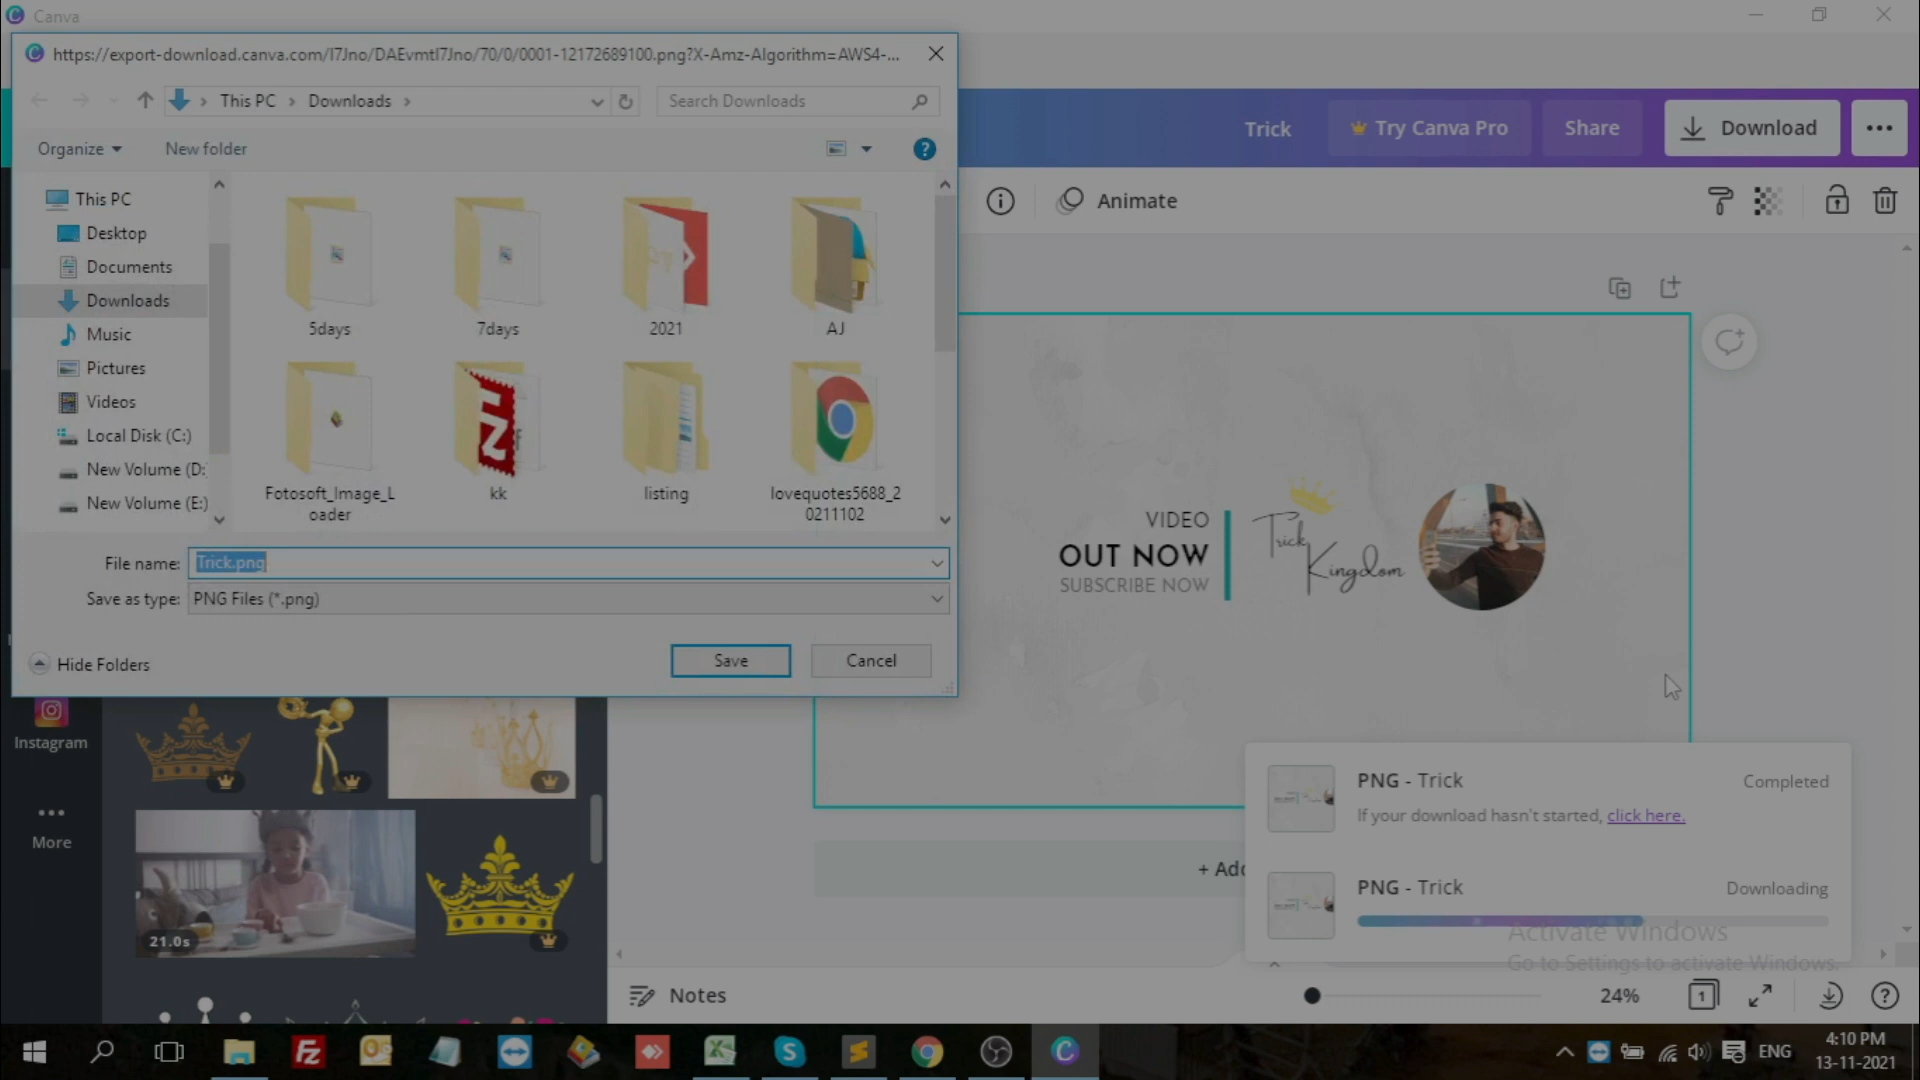 Canva
https://export-download.canva.com/I7Jno/DAEvmtI7Jno/70/0/0001-12172689100.png?X-Amz-Algorithm=AWS4-...
This PC
Downloads
Search Downloads
Organize
New folder
This PC
Desktop
Documents
Downloads
Music
Pictures
Videos
Local Disk (C:)
New Volume (D:
New Volume (E:)
5days
7days
2021
AJ
Fotosoft_Image_L
oader
kk
listing
lovequotes5688_2
0211102
File name:
Trick.png
Save as type:
PNG Files (*.png)
Hide Folders
Save
Cancel
Trick
Try Canva Pro
Share
Download
Animate
VIDEO
OUT NOW
SUBSCRIBE NOW
Trick
Kingdom
Instagram
More
21.0s
+ Add
PNG - Trick
Completed
If your download hasn't started, click here.
PNG - Trick
Downloading
Activate Windows
Go to Settings to activate Windows.
Notes
24%
1
ENG
4:10 PM
13-11-2021